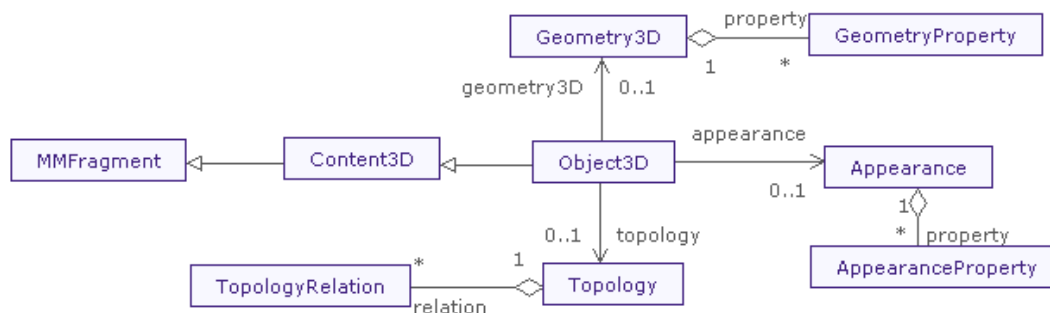 property
Geometry3D
GeometryProperty
1
*
geometry3D
0..1
appearance
MMFragment
Content3D
Object3D
0..1
Appearance
1
*
property
0..1
topology
AppearanceProperty
*
1
TopologyRelation
Topology
relation